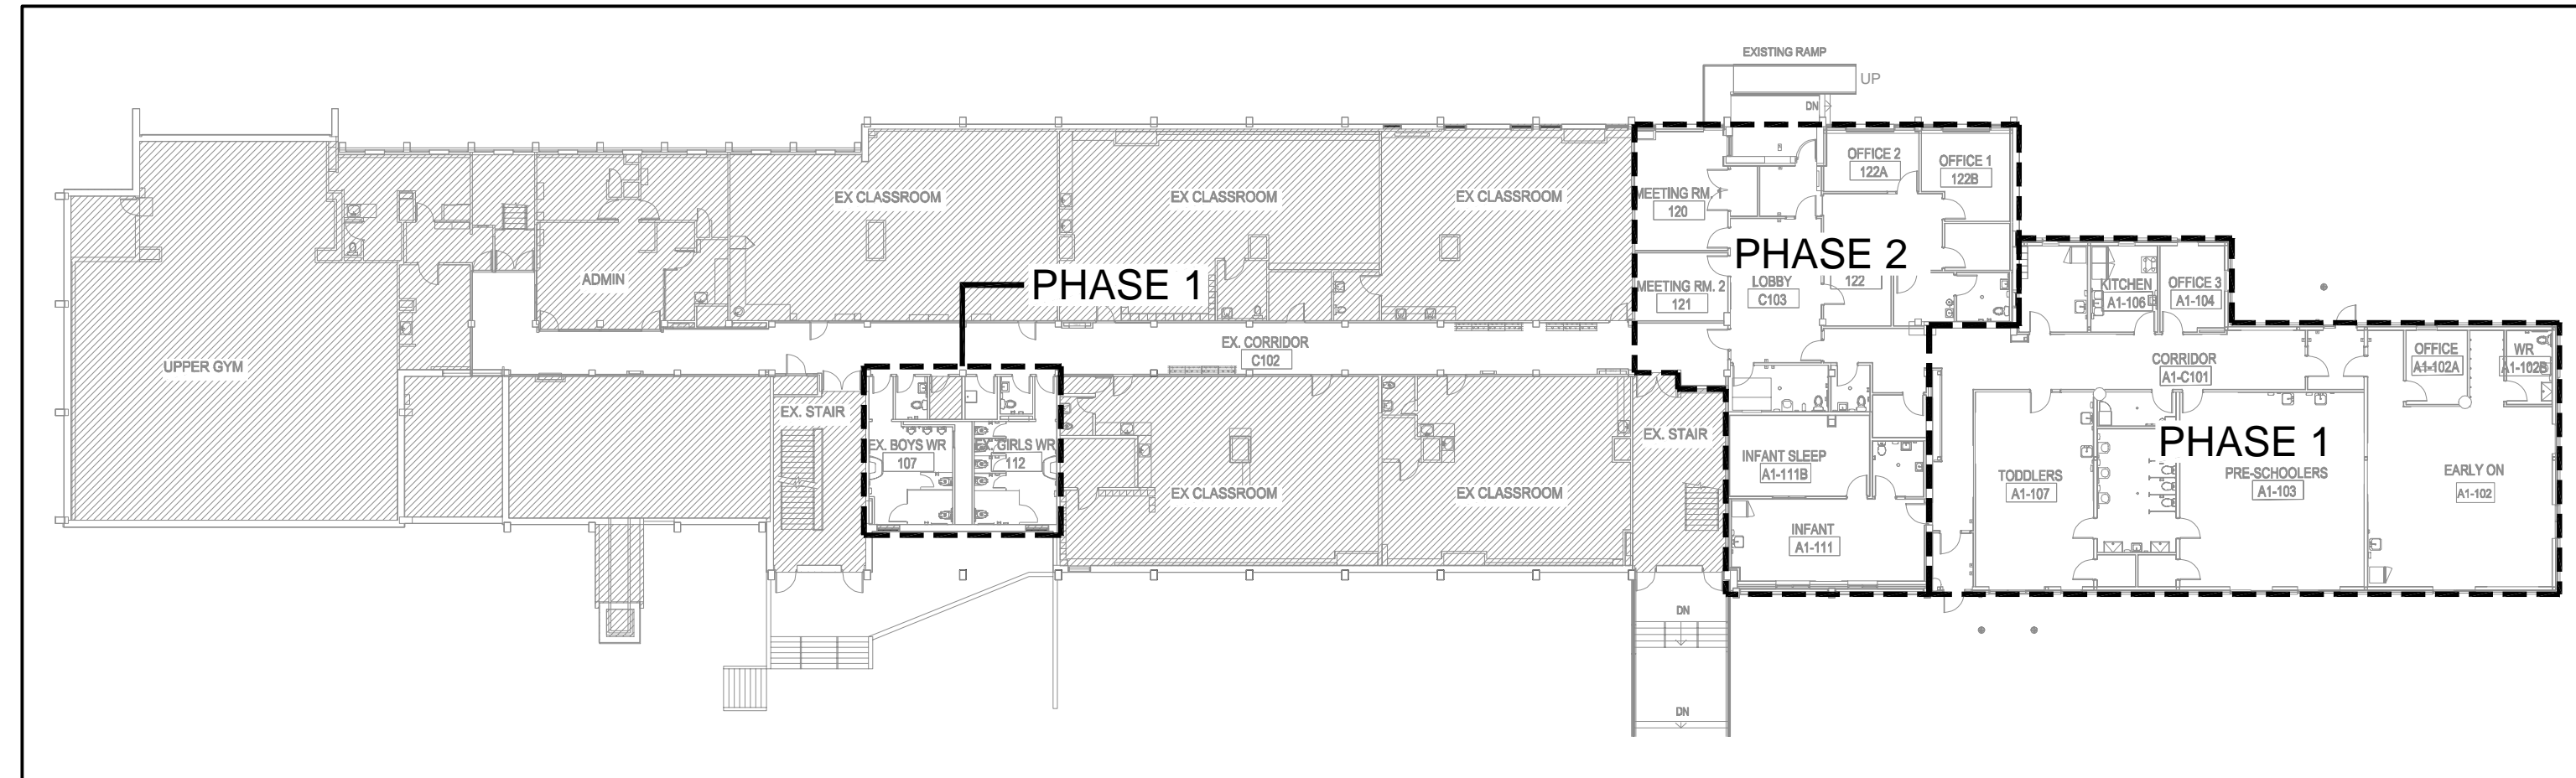 EXISTING RAMP
UP
DN
OFFICE 2
122A
OFFICE 1
122B
EX CLASSROOM
EX CLASSROOM
EX CLASSROOM
MEETING RM. 1
120
PHASE 2
PHASE 1
ADMIN
MEETING RM. 2
121
LOBBY
C103
122
KITCHEN
A1-106
OFFICE 3
A1-104
UPPER GYM
EX. CORRIDOR
C102
CORRIDOR
A1-C101
OFFICE
A1-102A
WR
A1-102B
EX. STAIR
EX. BOYS WR
107
EX. GIRLS WR
112
EX. STAIR
INFANT SLEEP
A1-111B
PHASE 1
TODDLERS
A1-107
PRE-SCHOOLERS
A1-103
EARLY ON
A1-102
EX CLASSROOM
EX CLASSROOM
INFANT
A1-111
DN
DN